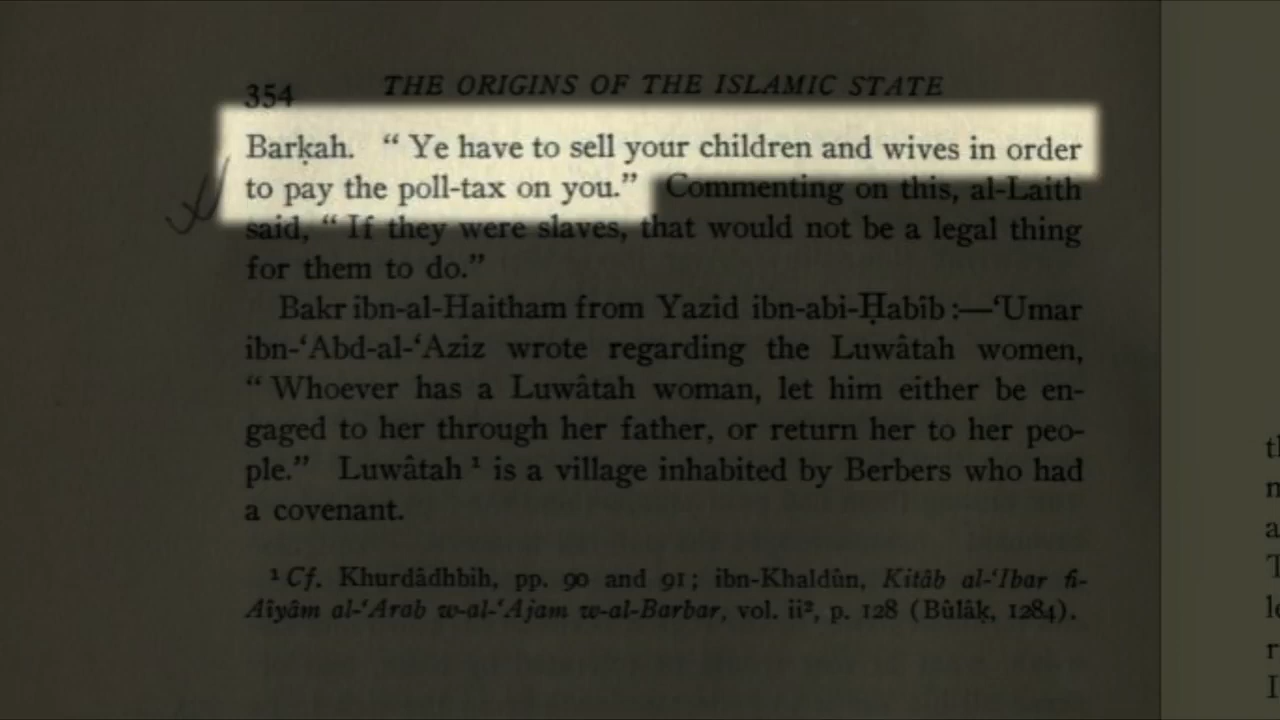 354 THE ORIGINS OF THE ISLAMIC STATE
Barḳah. “ Ye have to sell your children and wives in order
to pay the poll-tax on you.” Commenting on this, al-Laith
said, “ If they were slaves, that would not be a legal thing
for them to do.”
Bakr ibn-al-Haitham from Yazîd ibn-abi-Ḥabîb :—‘Umar
ibn-‘Abd-al-‘Azîz wrote regarding the Luwâtah women,
“ Whoever has a Luwâtah woman, let him either be en-
gaged to her through her father, or return her to her peo-
ple.” Luwâtah ¹ is a village inhabited by Berbers who had
a covenant.
¹ Cf. Khurdâdhbih, pp. 90 and 91 ; ibn-Khaldûn, Kitâb al-‘Ibar fi-
Aiyâm al-‘Arab w-al-‘Ajam w-al-Barbar, vol. ii², p. 128 (Bûlâḳ, 1284).